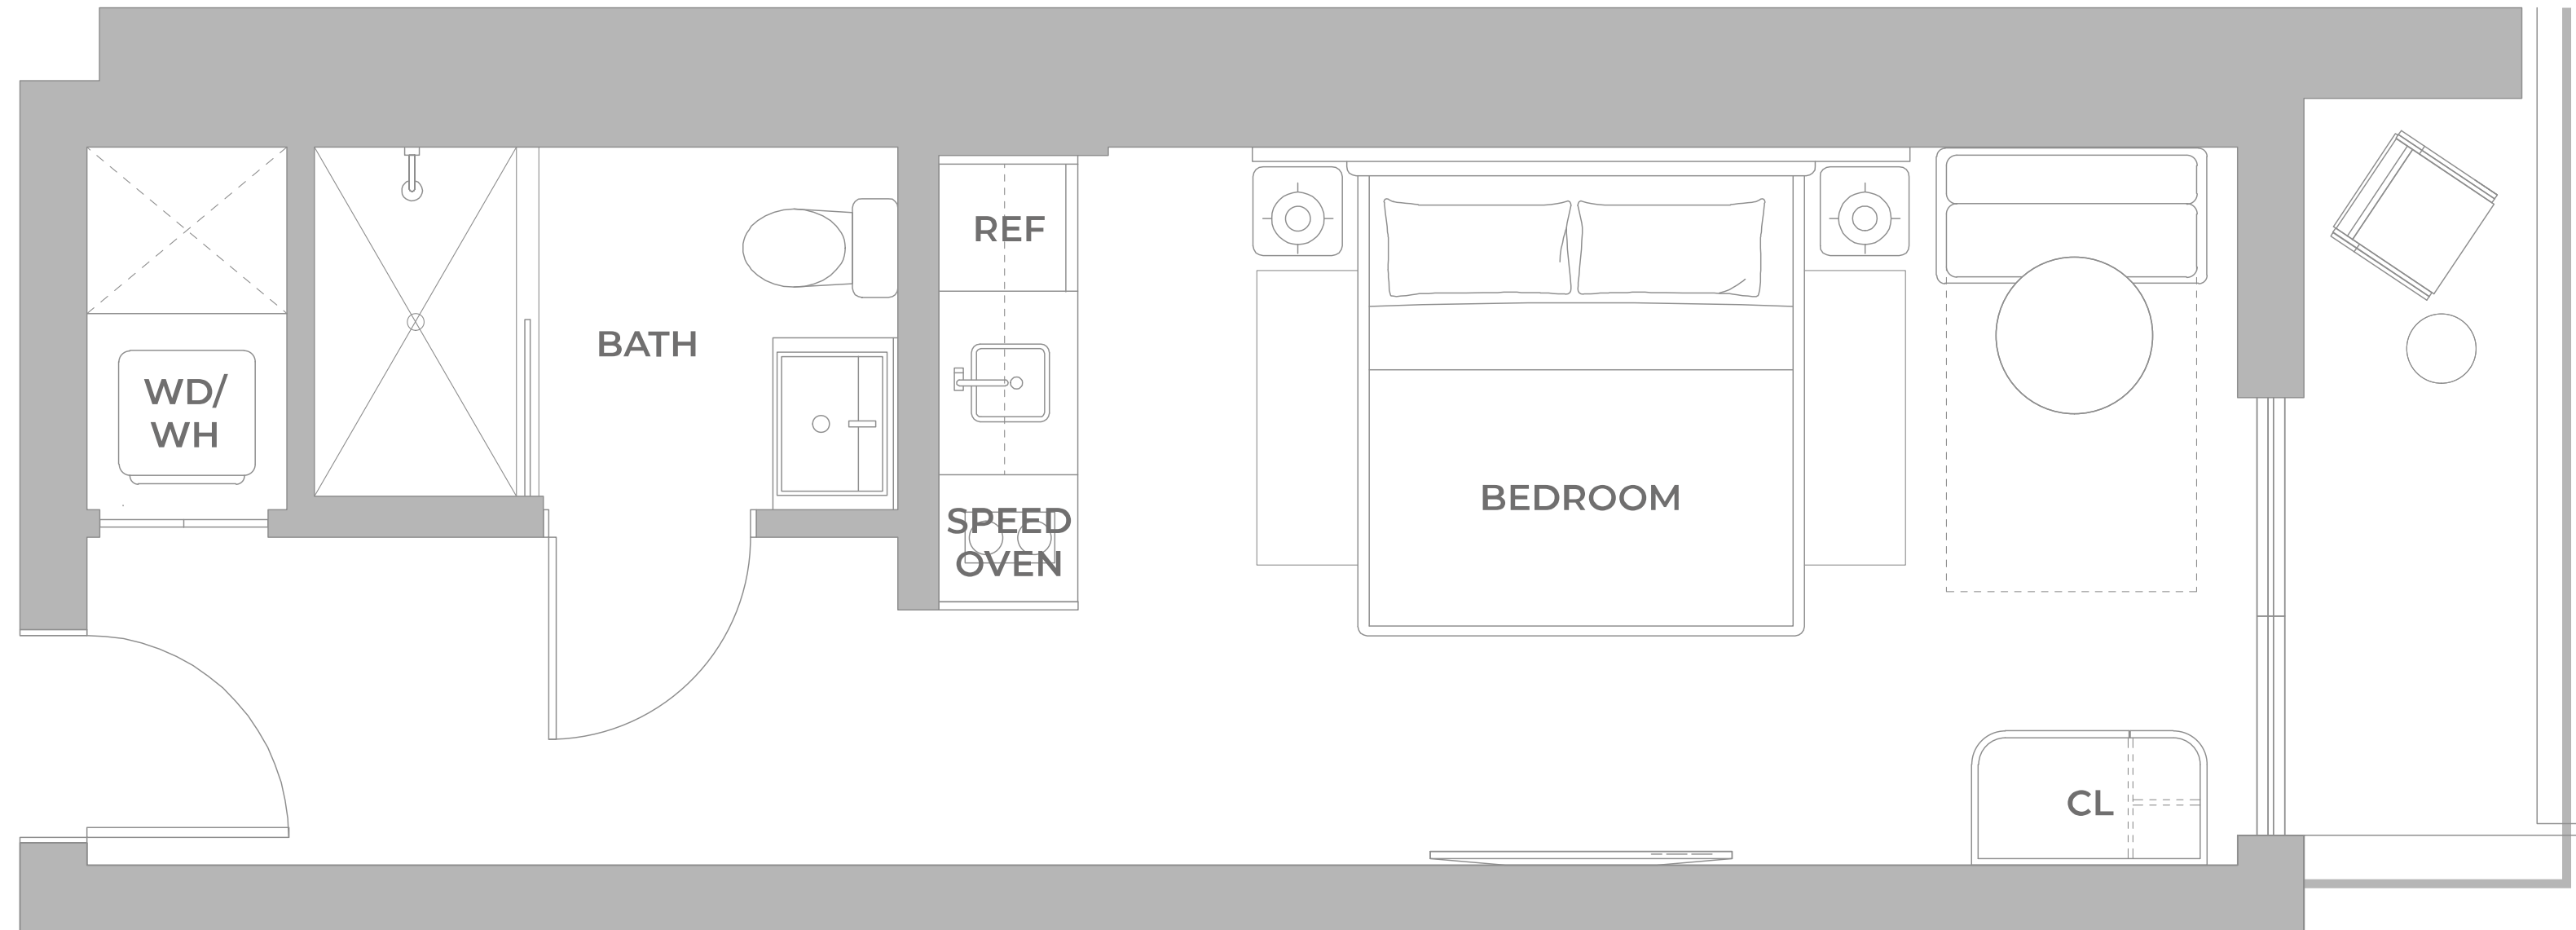 WD/
WH
BATH
REF
SPEED
OVEN
BEDROOM
CL